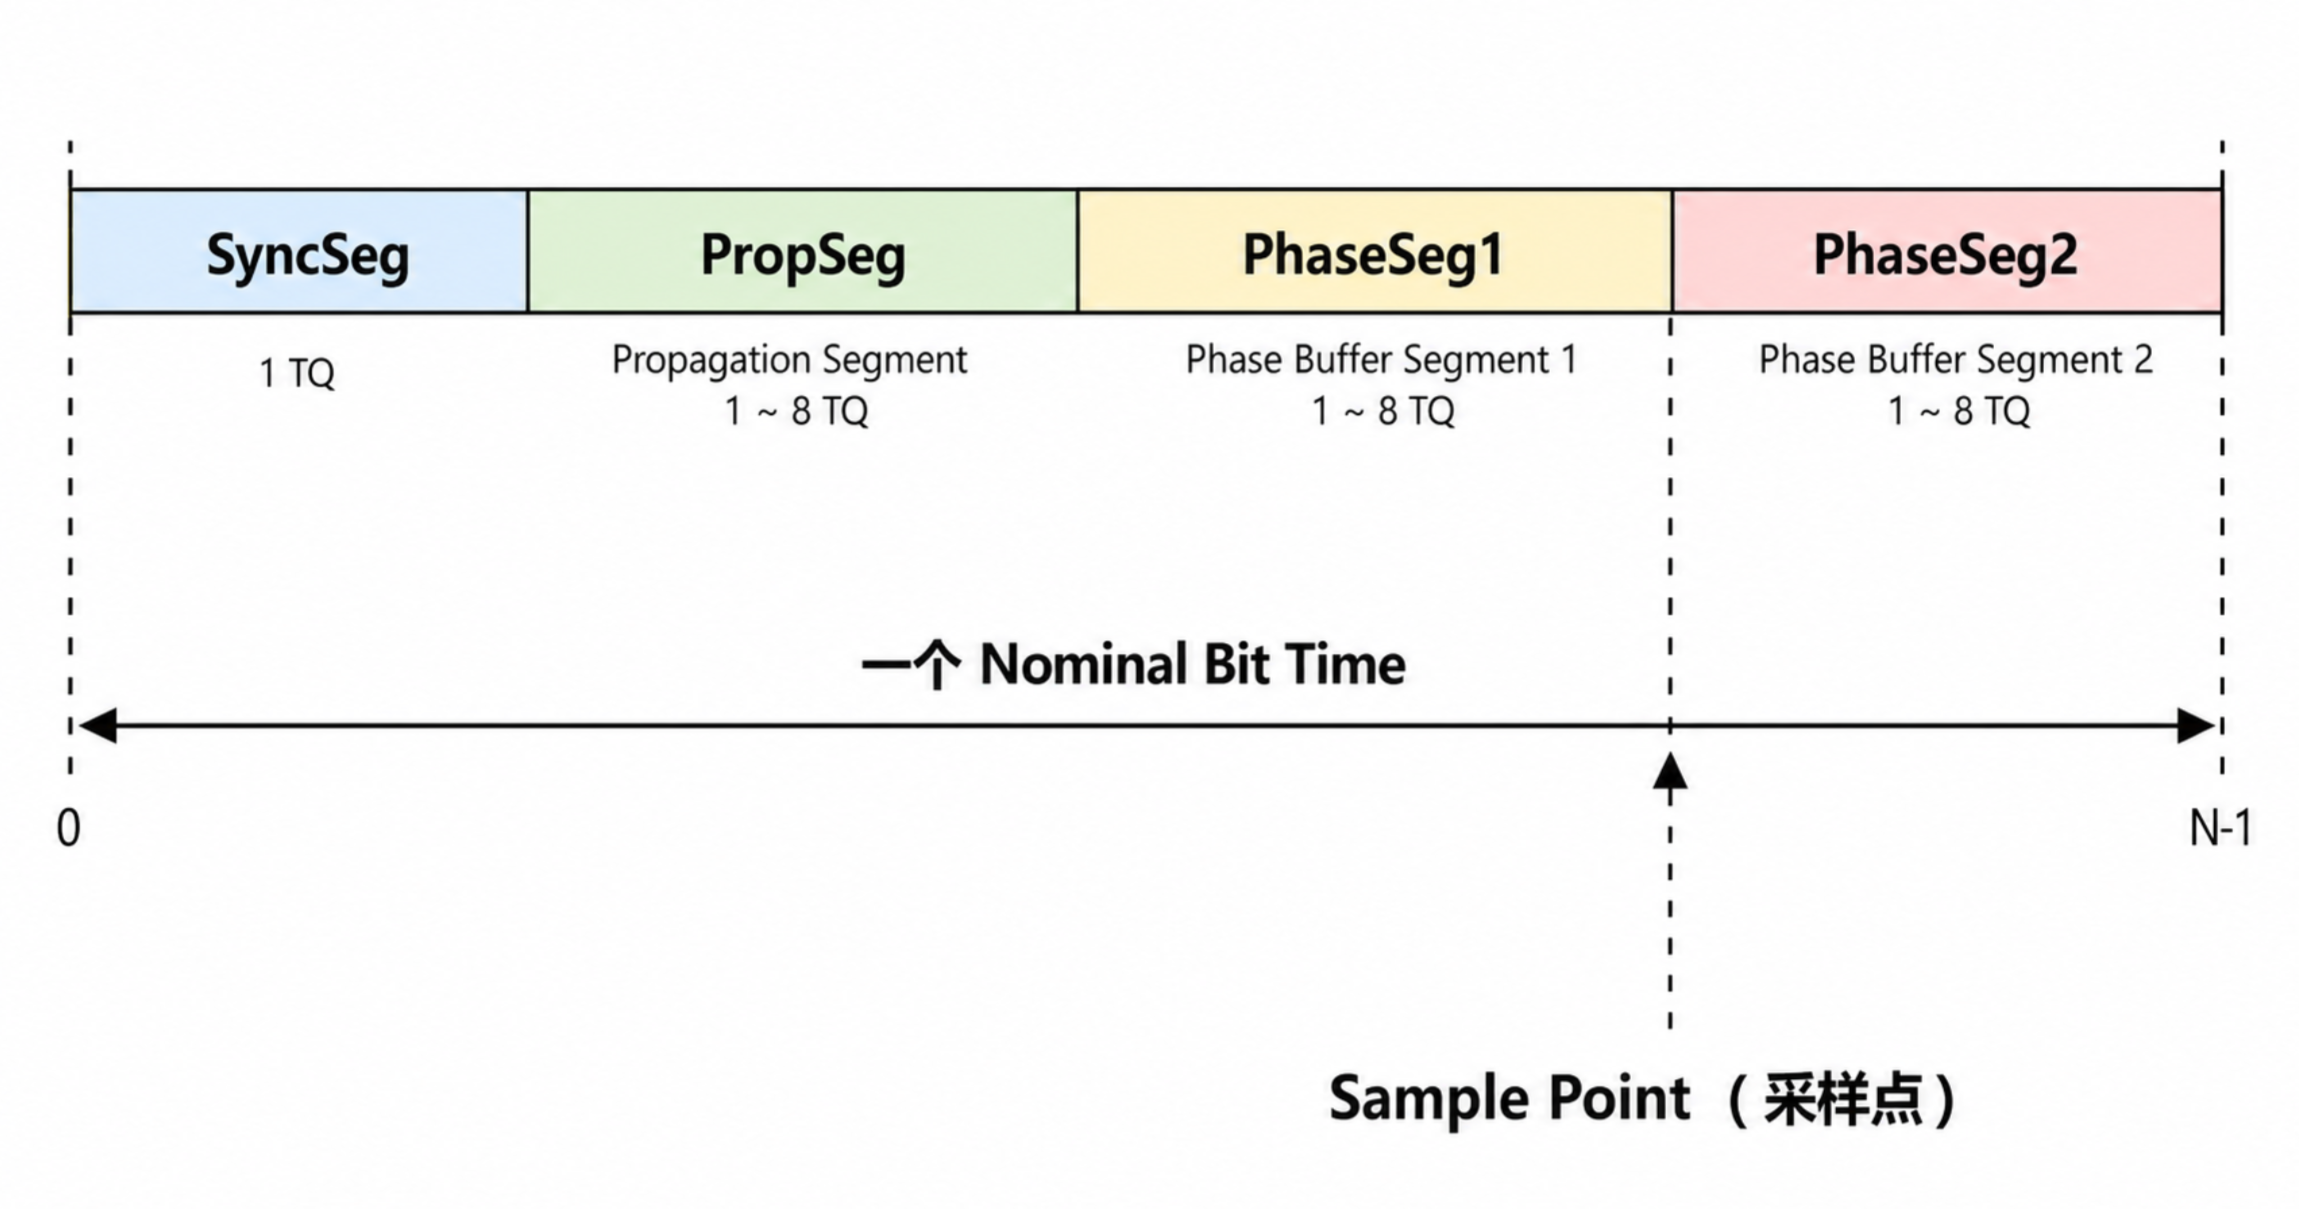 SyncSeg PropSeg PhaseSeg1 PhaseSeg2
1 TQ
Propagation Segment
1 ~ 8 TQ
Phase Buffer Segment 1
1 ~ 8 TQ
Phase Buffer Segment 2
1 ~ 8 TQ
一个 Nominal Bit Time
0
N-1
Sample Point（采样点）